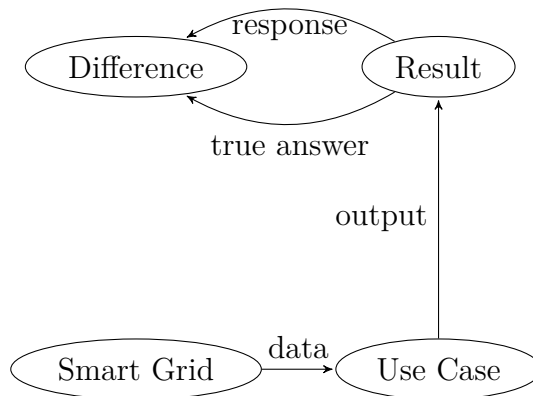 response
Difference
Result
true answer
output
data
Smart Grid
Use Case